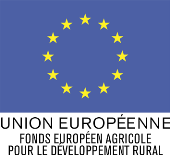 UNION EUROPÉENNE
FONDS EUROPÉEN AGRICOLE
POUR LE DÉVELOPPEMENT RURAL